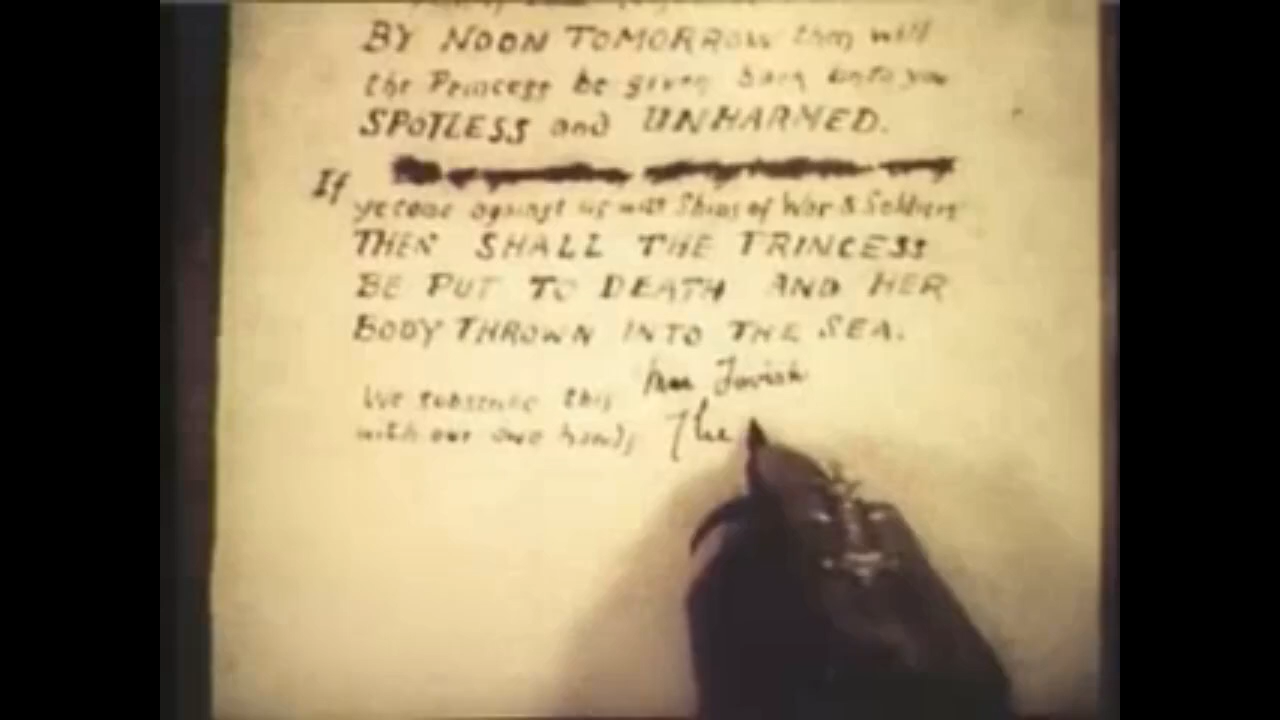 BY NOON TOMORROW then will
the Princess be given back unto you
SPOTLESS and UNHARMED.
If
ye come against us with Ships of War & Soldiers
THEN SHALL THE PRINCESS
BE PUT TO DEATH AND HER
BODY THROWN INTO THE SEA.
We subscribe this
with our own hands
The